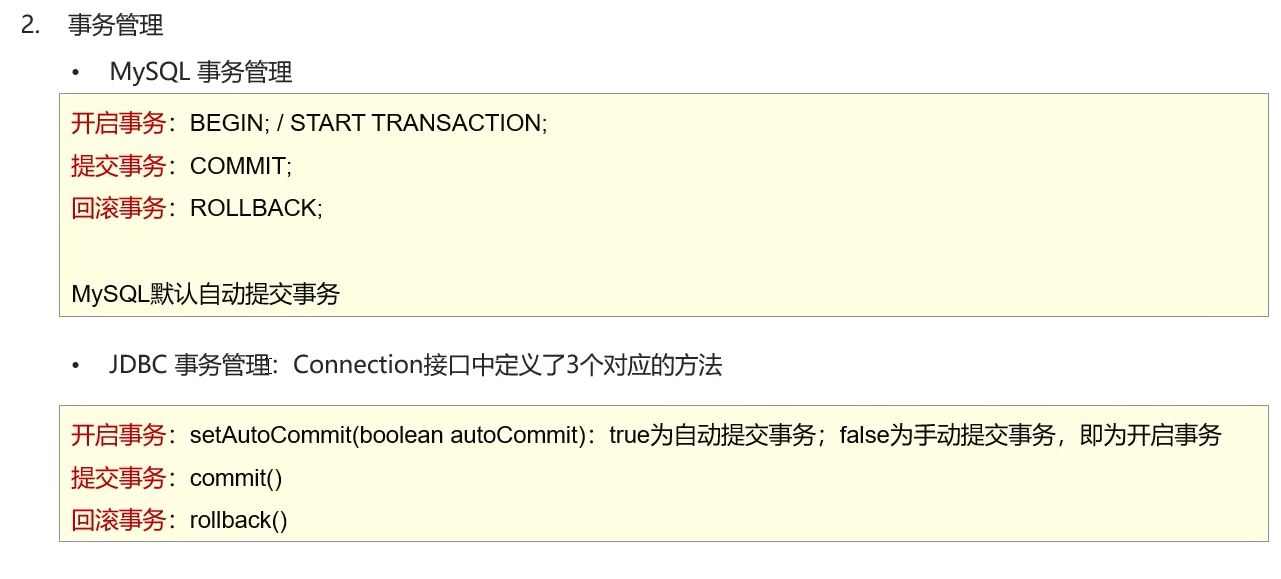 2. 事务管理
• MySQL 事务管理
开启事务：BEGIN; / START TRANSACTION;
提交事务：COMMIT;
回滚事务：ROLLBACK;
MySQL默认自动提交事务
• JDBC 事务管理：Connection接口中定义了3个对应的方法
开启事务：setAutoCommit(boolean autoCommit)：true为自动提交事务；false为手动提交事务，即为开启事务
提交事务：commit()
回滚事务：rollback()